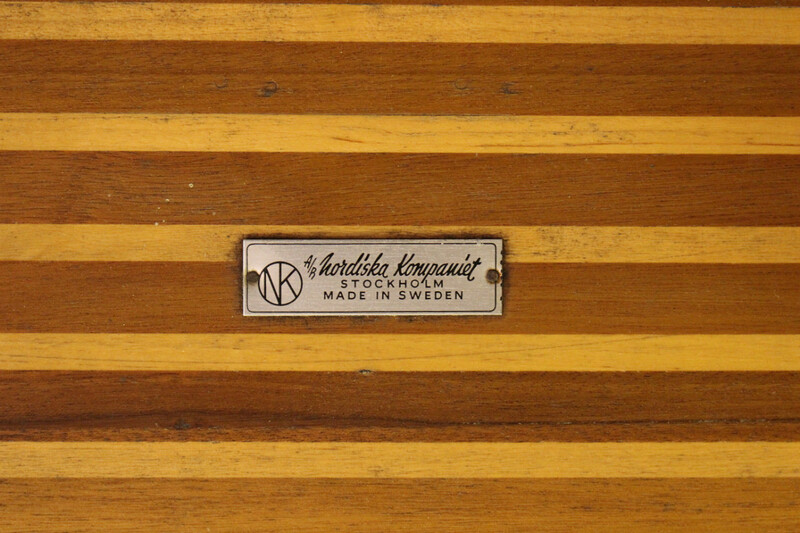 NK
A/B Nordiska Kompaniet
STOCKHOLM
MADE IN SWEDEN